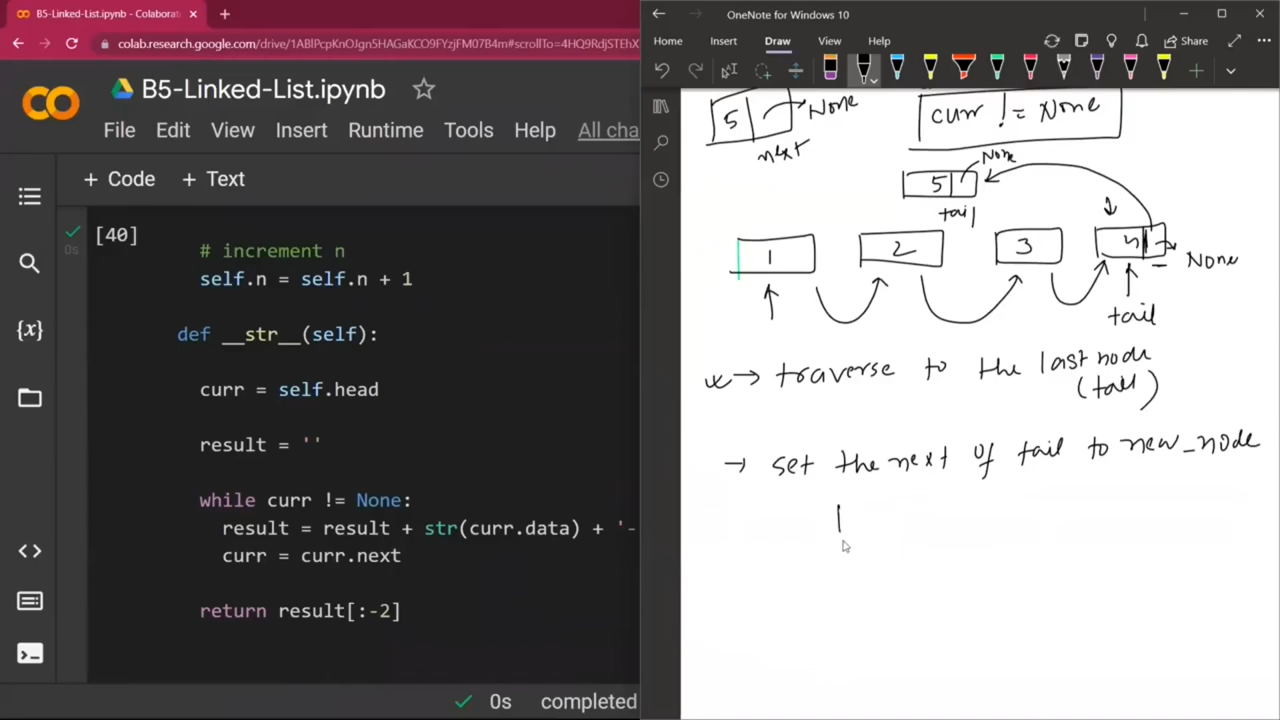 B5-Linked-List.ipynb - Colaborat
colab.research.google.com/drive/1ABlPcpKnOJgn5HAGaKCO9FYzjFM07B4m#scrollTo=4HQ9RdjSTEhX
B5-Linked-List.ipynb
File Edit View Insert Runtime Tools Help All cha
+ Code + Text
[40]
0s
# increment n
self.n = self.n + 1
def __str__(self):
curr = self.head
result = ''
while curr != None:
result = result + str(curr.data) + '-
curr = curr.next
return result[:-2]
0s completed
OneNote for Windows 10
Home Insert Draw View Help Share
5 None
next
curr != None
5 None
tail
1 2 3 4 None
tail
traverse to the last node
(tail)
set the next of tail to new_node